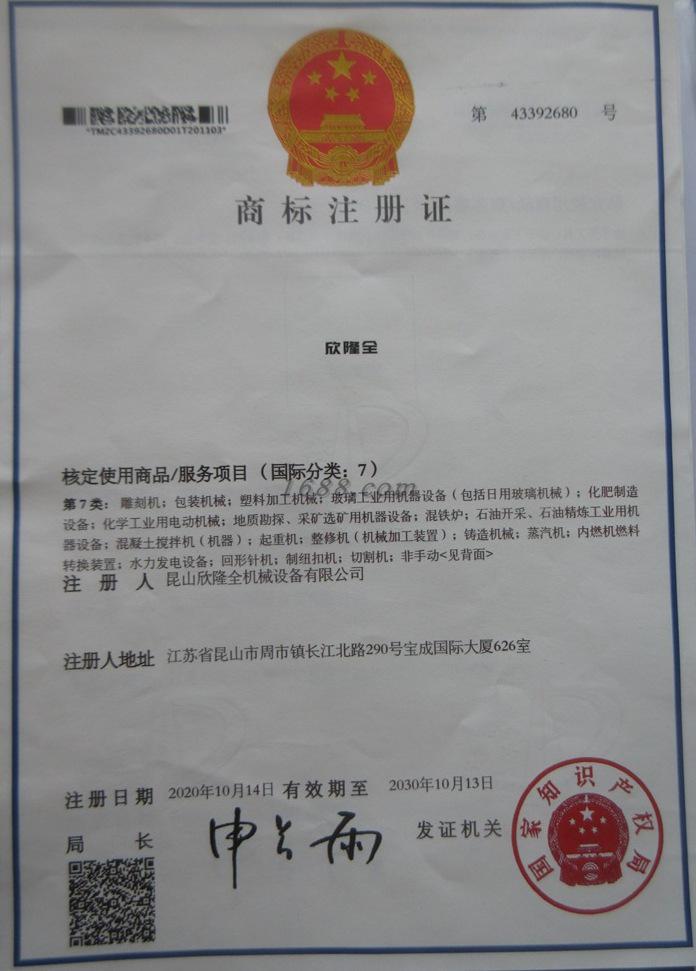 第 43392680 号
*TMZC43392680D01T201103*
商标注册证
欣隆全
核定使用商品/服务项目（国际分类：7）
1688.com
第7类：雕刻机；包装机械；塑料加工机械；玻璃工业用机器设备（包括日用玻璃机械）；化肥制造
设备；化学工业用电动机械；地质勘探、采矿选矿用机器设备；混铁炉；石油开采、石油精炼工业用机
器设备；混凝土搅拌机（机器）；起重机；整修机（机械加工装置）；铸造机械；蒸汽机；内燃机燃料
转换装置；水力发电设备；回形针机；制纽扣机；切割机；非手动<见背面>
注 册 人 昆山欣隆全机械设备有限公司
注册人地址 江苏省昆山市周市镇长江北路290号宝成国际大厦626室
注册日期 2020年10月14日 有效期至 2030年10月13日
局 长 申长雨 发证机关
国家知识产权局